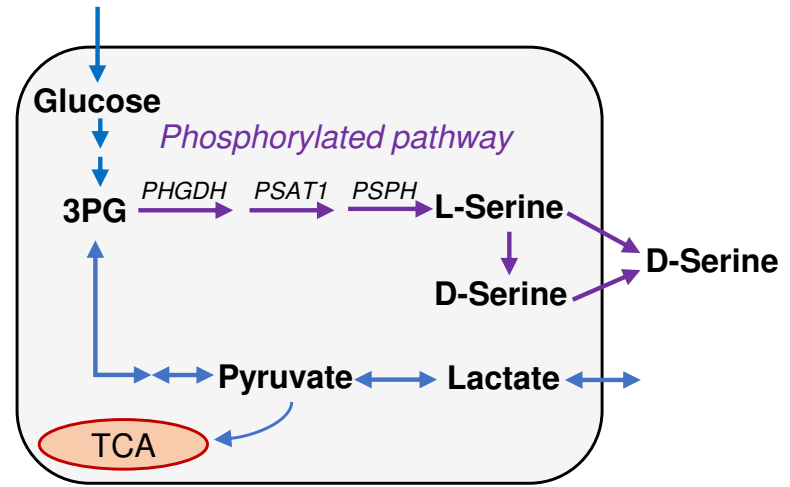 Glucose
Phosphorylated pathway
PHGDH
PSAT1
PSPH
3PG
L-Serine
D-Serine
D-Serine
Pyruvate
Lactate
TCA